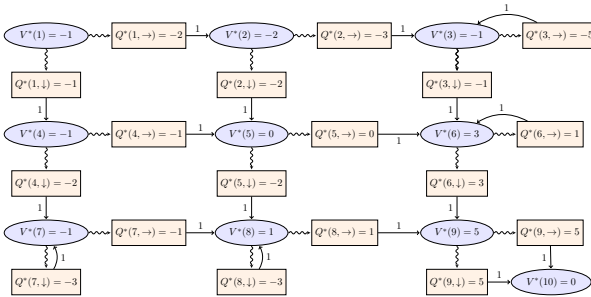 1
V*(1) = −1
Q*(1, →) = −2
1
V*(2) = −2
Q*(2, →) = −3
1
V*(3) = −1
Q*(3, →) = −5
Q*(1, ↓) = −1
Q*(2, ↓) = −2
Q*(3, ↓) = −1
1
1
1
1
V*(4) = −1
Q*(4, →) = −1
1
V*(5) = 0
Q*(5, →) = 0
1
V*(6) = 3
Q*(6, →) = 1
Q*(4, ↓) = −2
Q*(5, ↓) = −2
Q*(6, ↓) = 3
1
1
1
V*(7) = −1
Q*(7, →) = −1
1
V*(8) = 1
Q*(8, →) = 1
1
V*(9) = 5
Q*(9, →) = 5
1
1
1
Q*(7, ↓) = −3
Q*(8, ↓) = −3
Q*(9, ↓) = 5
1
V*(10) = 0